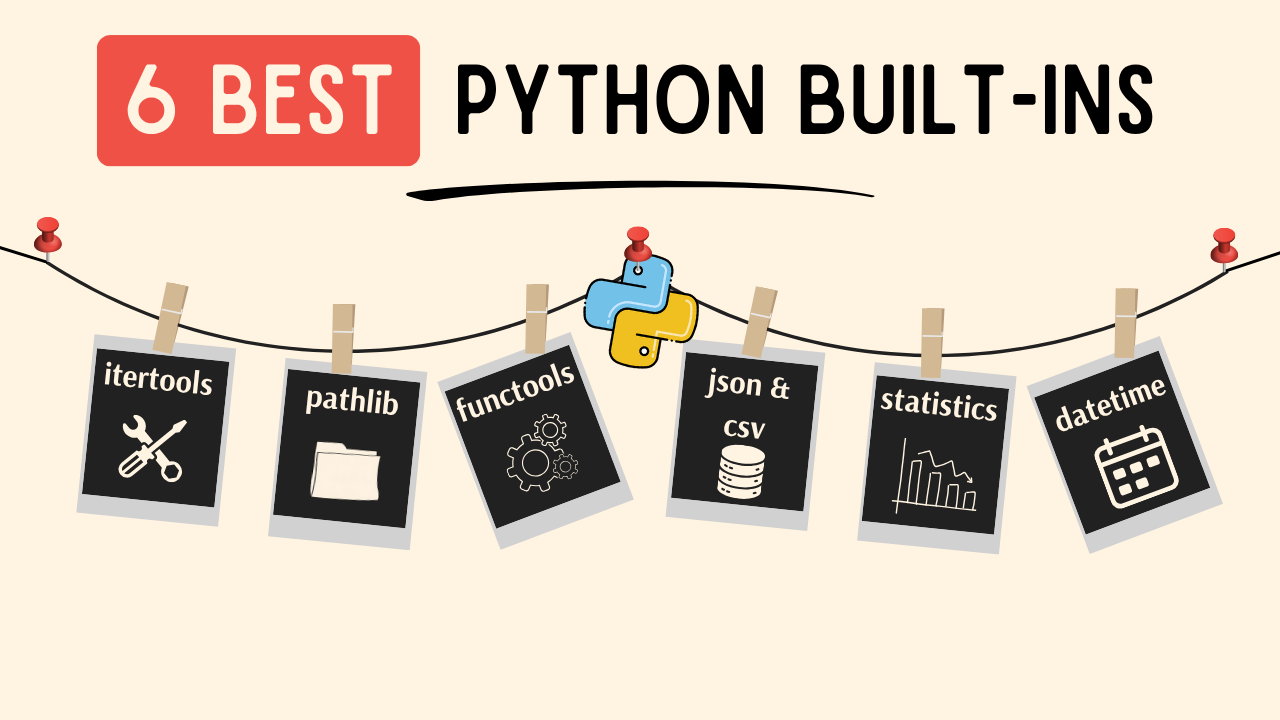 6 BEST PYTHON BUILT-INS
itertools
pathlib
functools
json &
csv
statistics
datetime